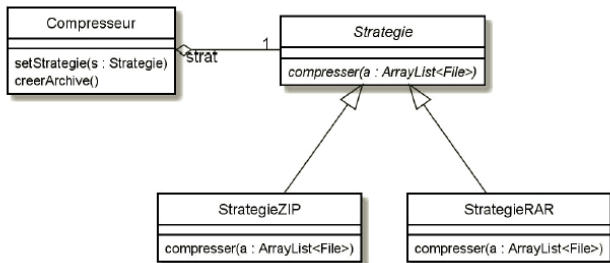 Compresseur
setStrategie(s : Strategie)
creerArchive()
strat
1
Strategie
compresser(a : ArrayList<File>)
StrategieZIP
compresser(a : ArrayList<File>)
StrategieRAR
compresser(a : ArrayList<File>)